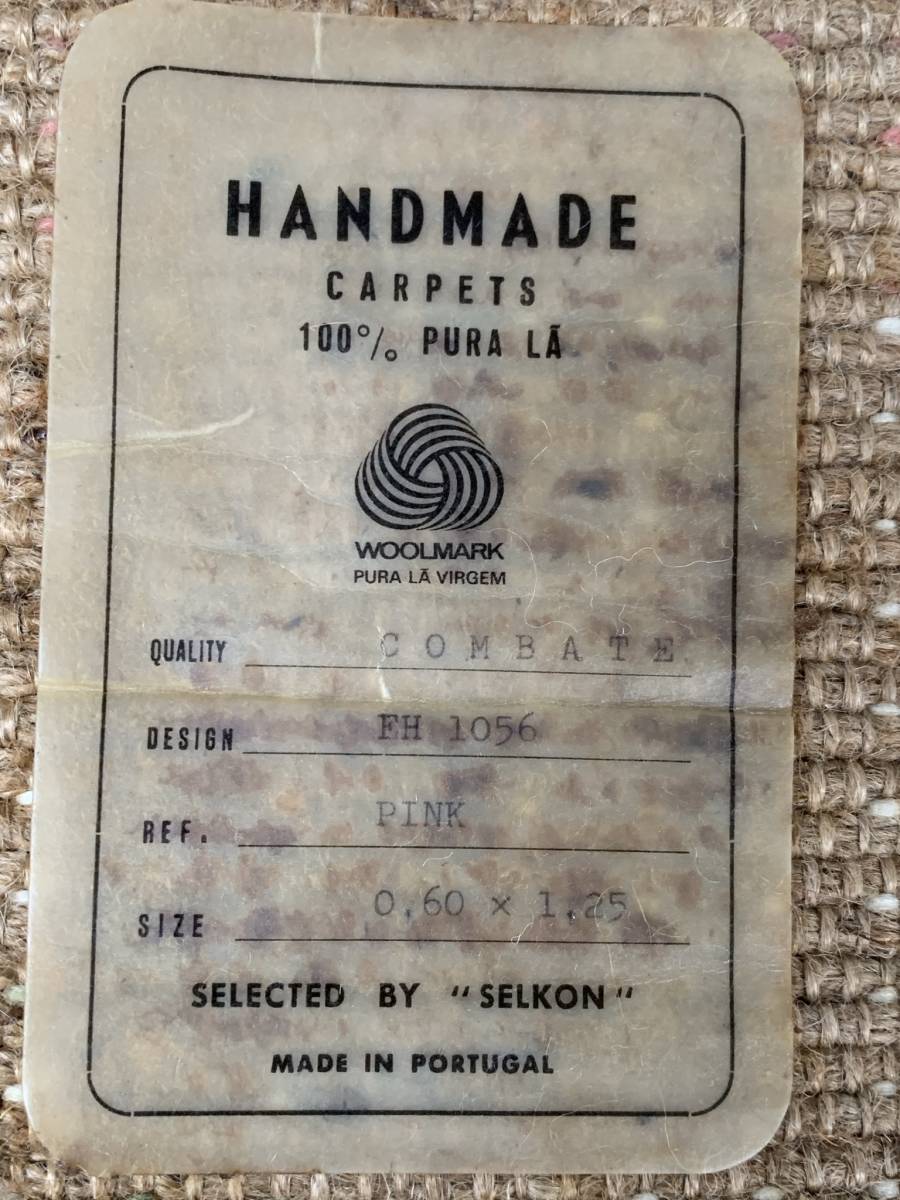 HANDMADE
CARPETS
100% PURA LÃ
WOOLMARK
PURA LÃ VIRGEM
QUALITY COMBATE
DESIGN FH 1056
REF. PINK
SIZE 0,60 x 1,25
SELECTED BY "SELKON"
MADE IN PORTUGAL